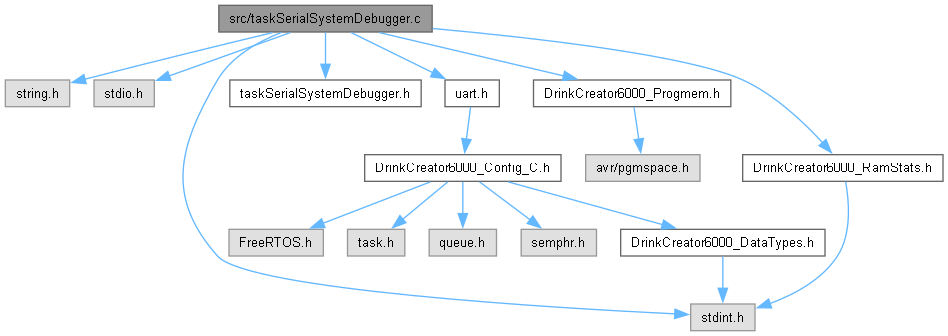 src/taskSerialSystemDebugger.c
string.h
stdio.h
taskSerialSystemDebugger.h
uart.h
DrinkCreator6000_Progmem.h
DrinkCreator6000_Config_C.h
avr/pgmspace.h
DrinkCreator6000_RamStats.h
FreeRTOS.h
task.h
queue.h
semphr.h
DrinkCreator6000_DataTypes.h
stdint.h